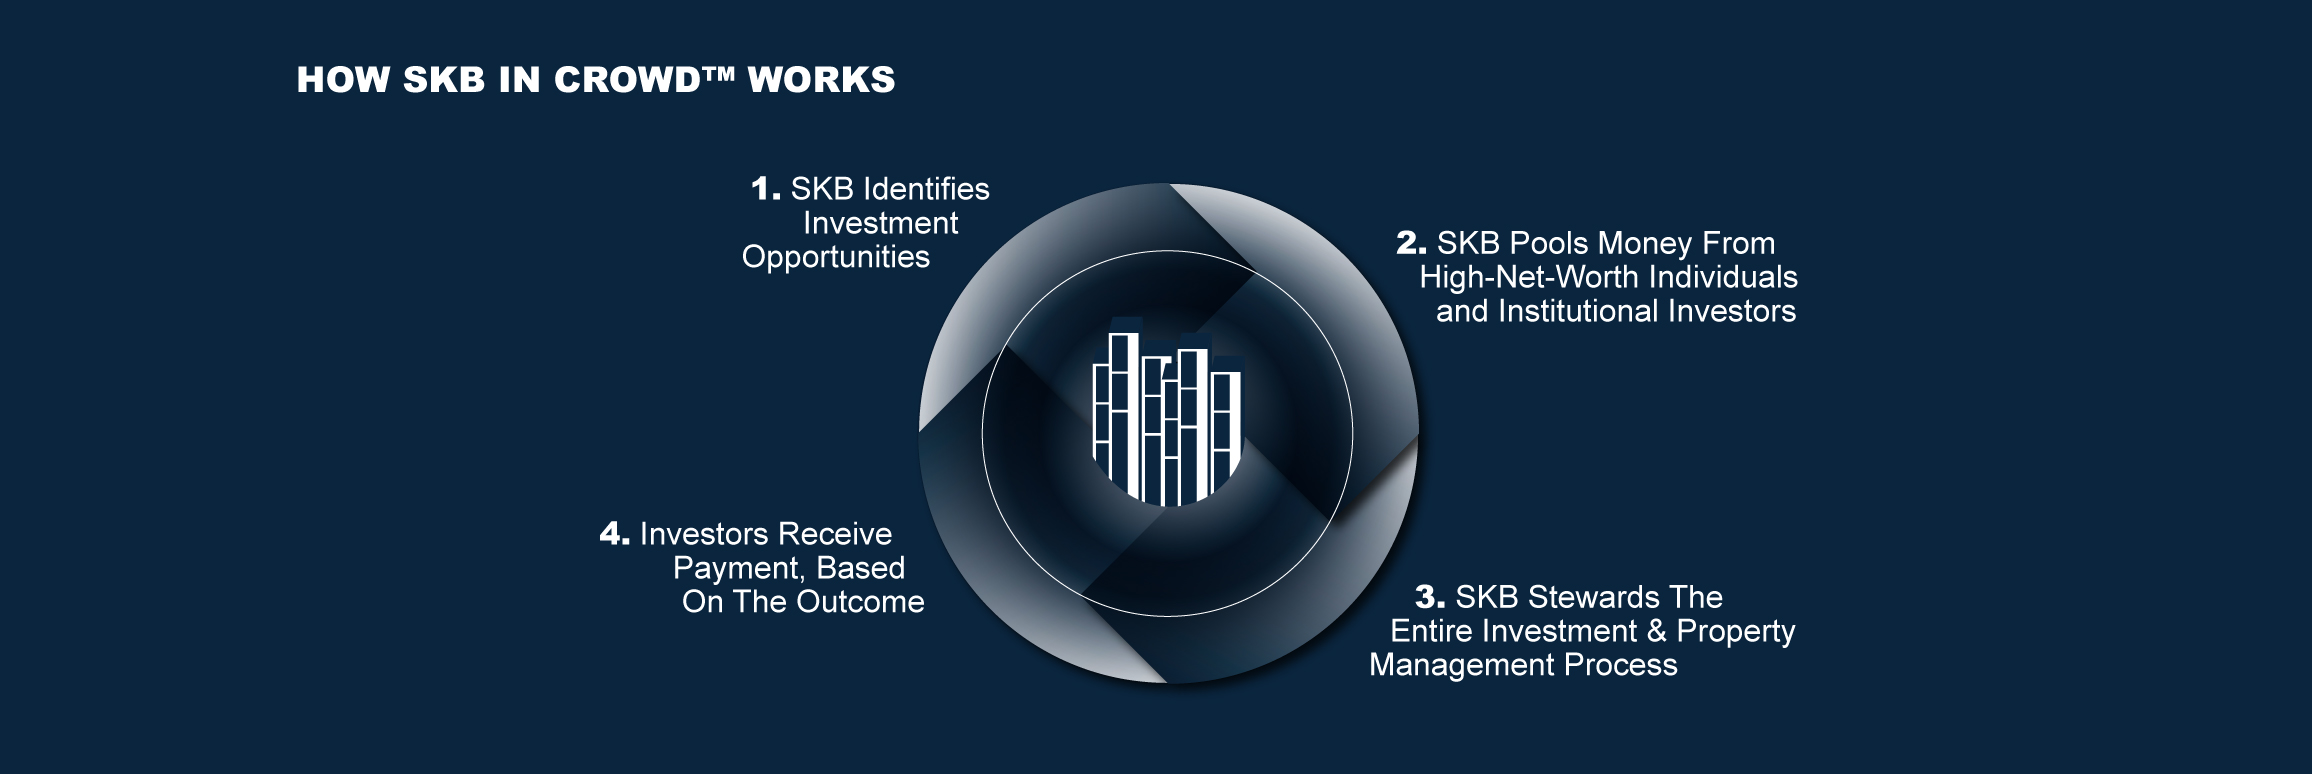 HOW SKB IN CROWD™ WORKS
1. SKB Identifies
Investment
Opportunities
2. SKB Pools Money From
High-Net-Worth Individuals
and Institutional Investors
3. SKB Stewards The
Entire Investment & Property
Management Process
4. Investors Receive
Payment, Based
On The Outcome